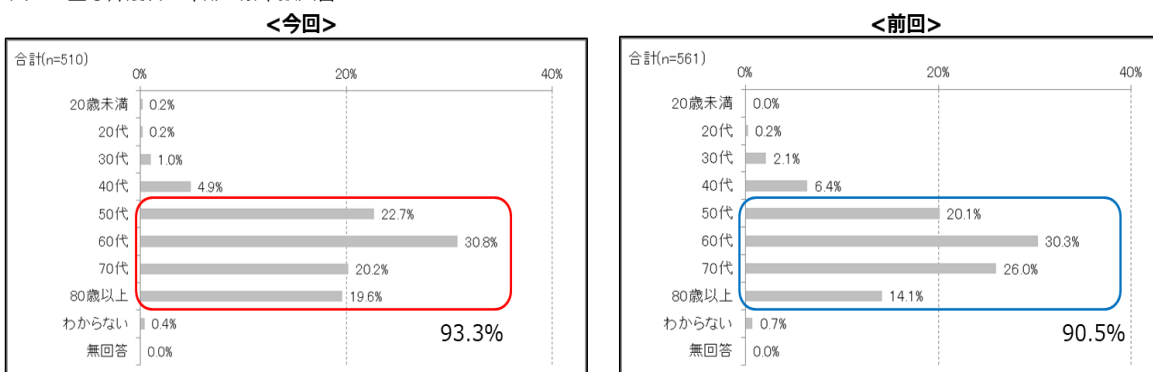 <今回>
合計(n=510)
0% 20% 40%
20歳未満 0.2%
20代 0.2%
30代 1.0%
40代 4.9%
50代 22.7%
60代 30.8%
70代 20.2%
80歳以上 19.6%
わからない 0.4%
無回答 0.0%
93.3%
<前回>
合計(n=561)
0% 20% 40%
20歳未満 0.0%
20代 0.2%
30代 2.1%
40代 6.4%
50代 20.1%
60代 30.3%
70代 26.0%
80歳以上 14.1%
わからない 0.7%
無回答 0.0%
90.5%